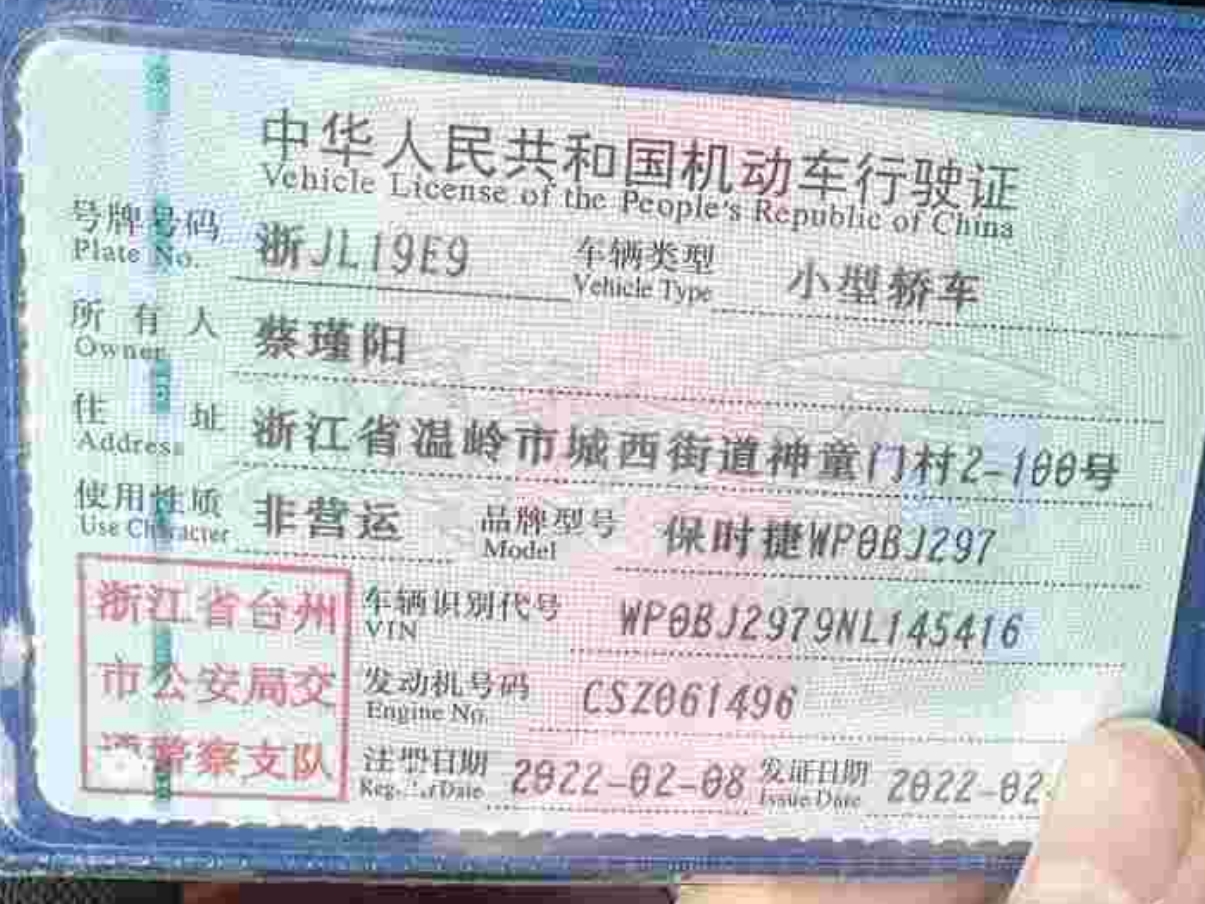 中华人民共和国机动车行驶证
Vehicle License of the People's Republic of China
号牌号码 浙JL19E9 车辆类型 小型轿车
Plate No. Vehicle Type
所有人 蔡瑾阳
Owner
住址 浙江省温岭市城西街道神童门村2-100号
Address
使用性质 非营运 品牌型号 保时捷WP0BJ297
Use Character Model
浙江省台州
市公安局交
通警察支队
车辆识别代号 WP0BJ2979NL145416
VIN
发动机号码 CSZ061496
Engine No.
注册日期 2022-02-08 发证日期 2022-02
Issue Date